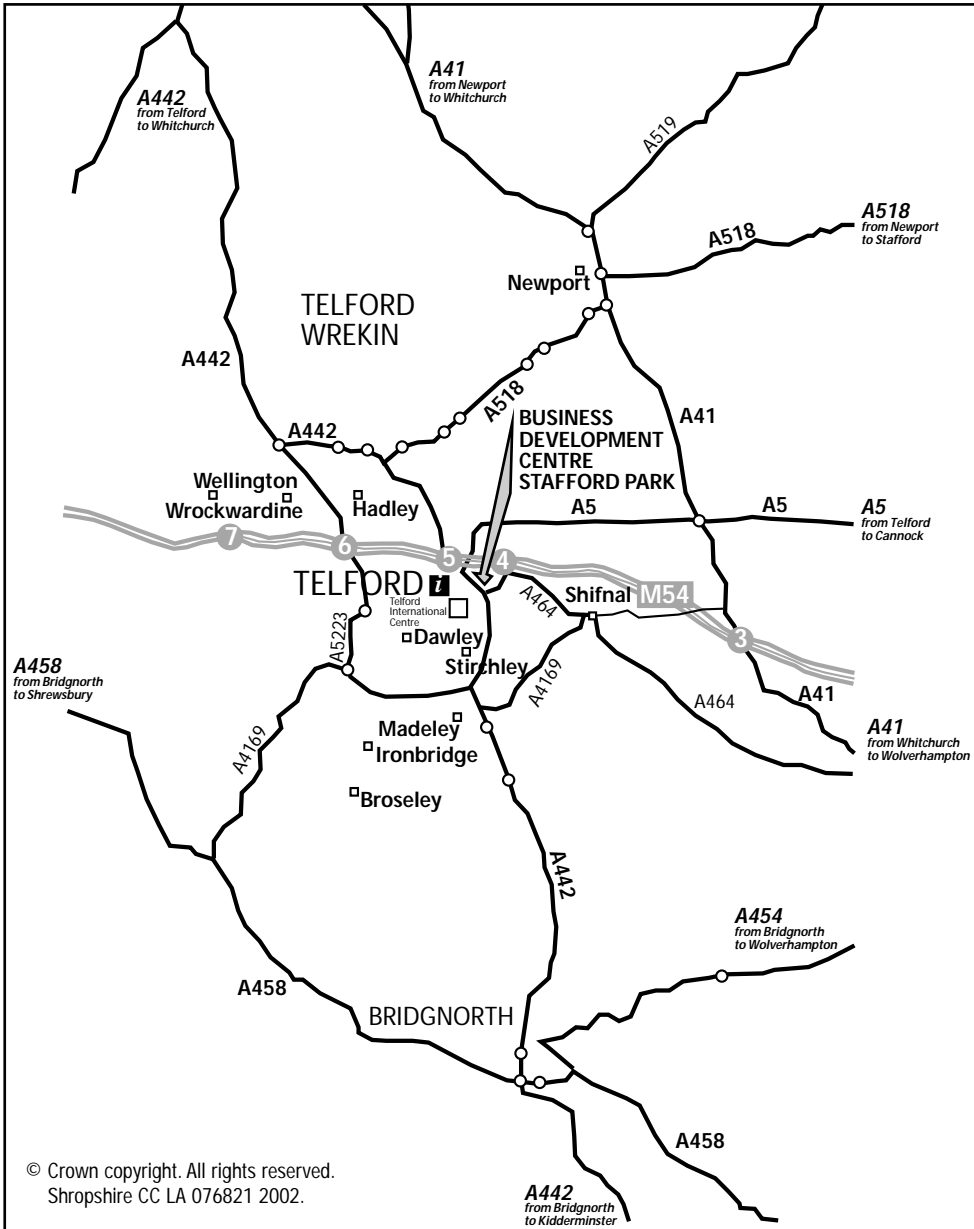 A41
from Newport
to Whitchurch
A442
from Telford
to Whitchurch
A519
A518
from Newport
to Stafford
A518
Newport
TELFORD
WREKIN
A442
A518
A41
BUSINESS
DEVELOPMENT
CENTRE
STAFFORD PARK
A442
Wellington
Wrockwardine
Hadley
A5
A5
A5
from Telford
to Cannock
7
6
5
4
TELFORD
i
Telford
International
Centre
A464
Shifnal
M54
3
A5223
Dawley
Stirchley
A458
from Bridgnorth
to Shrewsbury
A4169
A464
A41
A41
from Whitchurch
to Wolverhampton
A4169
Madeley
Ironbridge
Broseley
A442
A454
from Bridgnorth
to Wolverhampton
A458
BRIDGNORTH
A458
© Crown copyright. All rights reserved.
Shropshire CC LA 076821 2002.
A442
from Bridgnorth
to Kidderminster